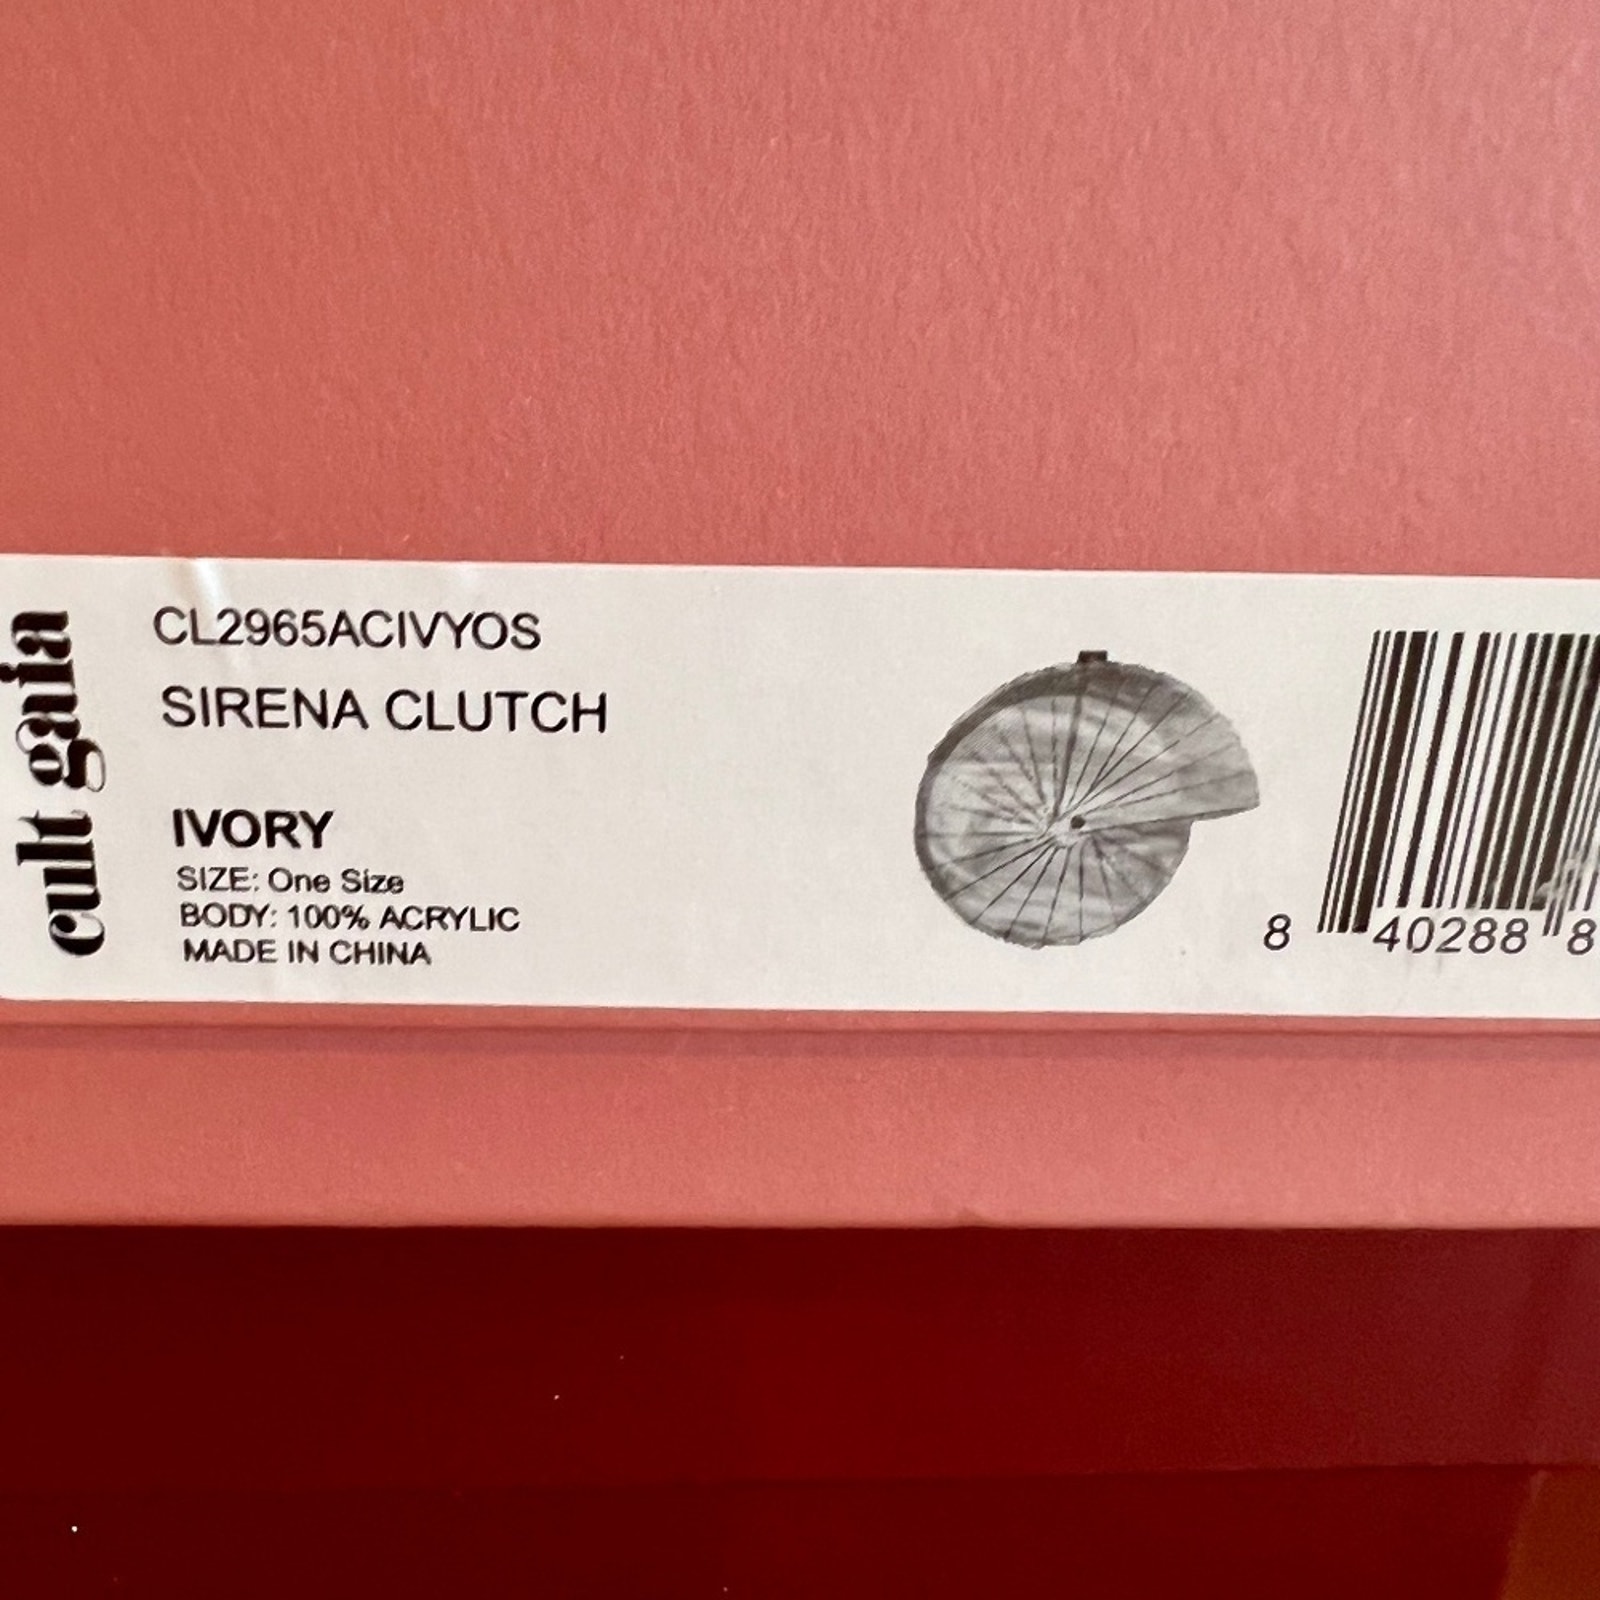 cult gaia
CL2965ACIVYOS
SIRENA CLUTCH
IVORY
SIZE: One Size
BODY: 100% ACRYLIC
MADE IN CHINA
8 40288 8